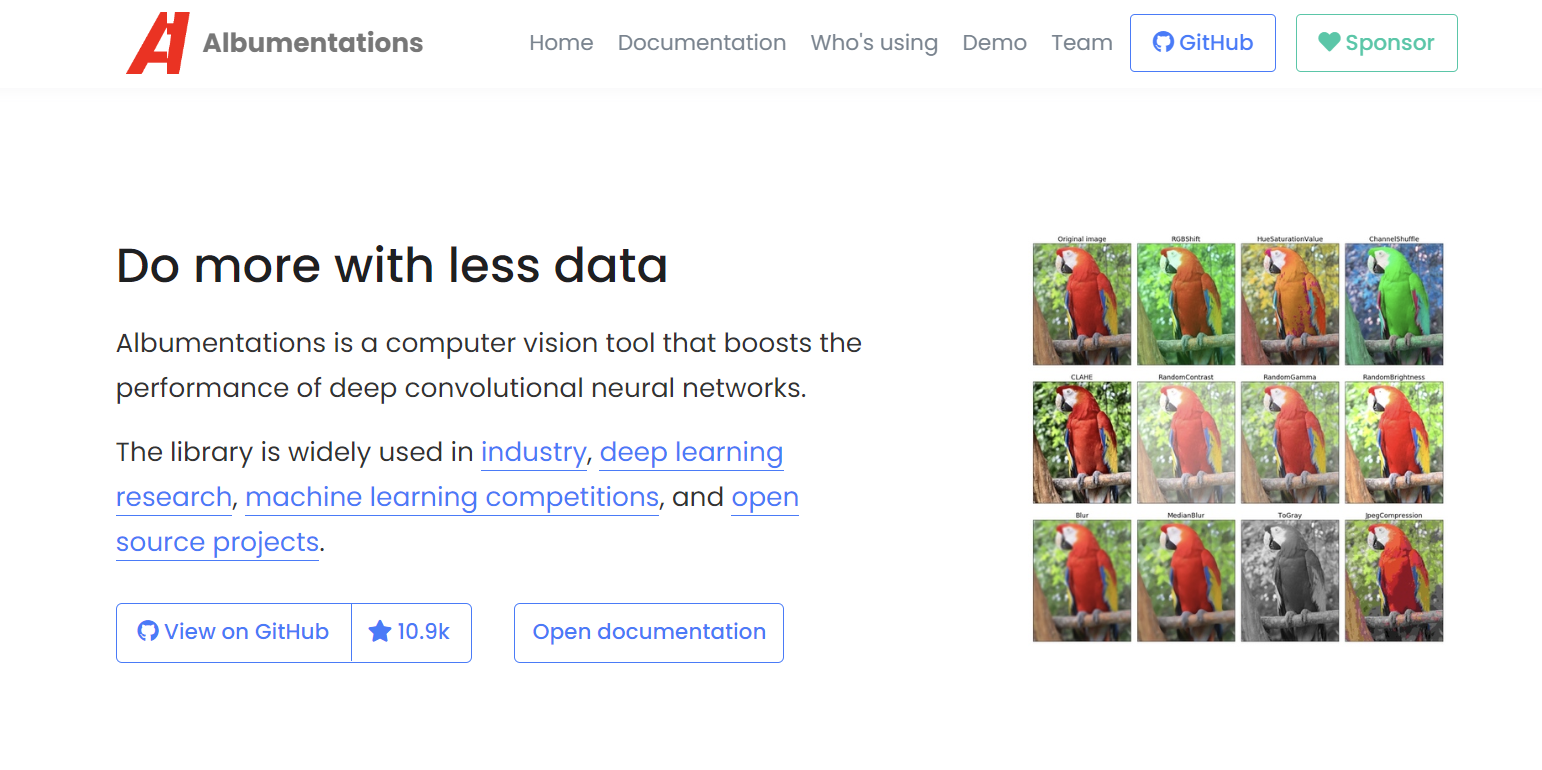 Albumentations
Home
Documentation
Who's using
Demo
Team
GitHub
Sponsor
Do more with less data
Albumentations is a computer vision tool that boosts the
performance of deep convolutional neural networks.
The library is widely used in industry, deep learning
research, machine learning competitions, and open
source projects.
View on GitHub
10.9k
Open documentation
Original image
RGBShift
HueSaturationValue
ChannelShuffle
CLAHE
RandomContrast
RandomGamma
RandomBrightness
Blur
MedianBlur
ToGray
JpegCompression